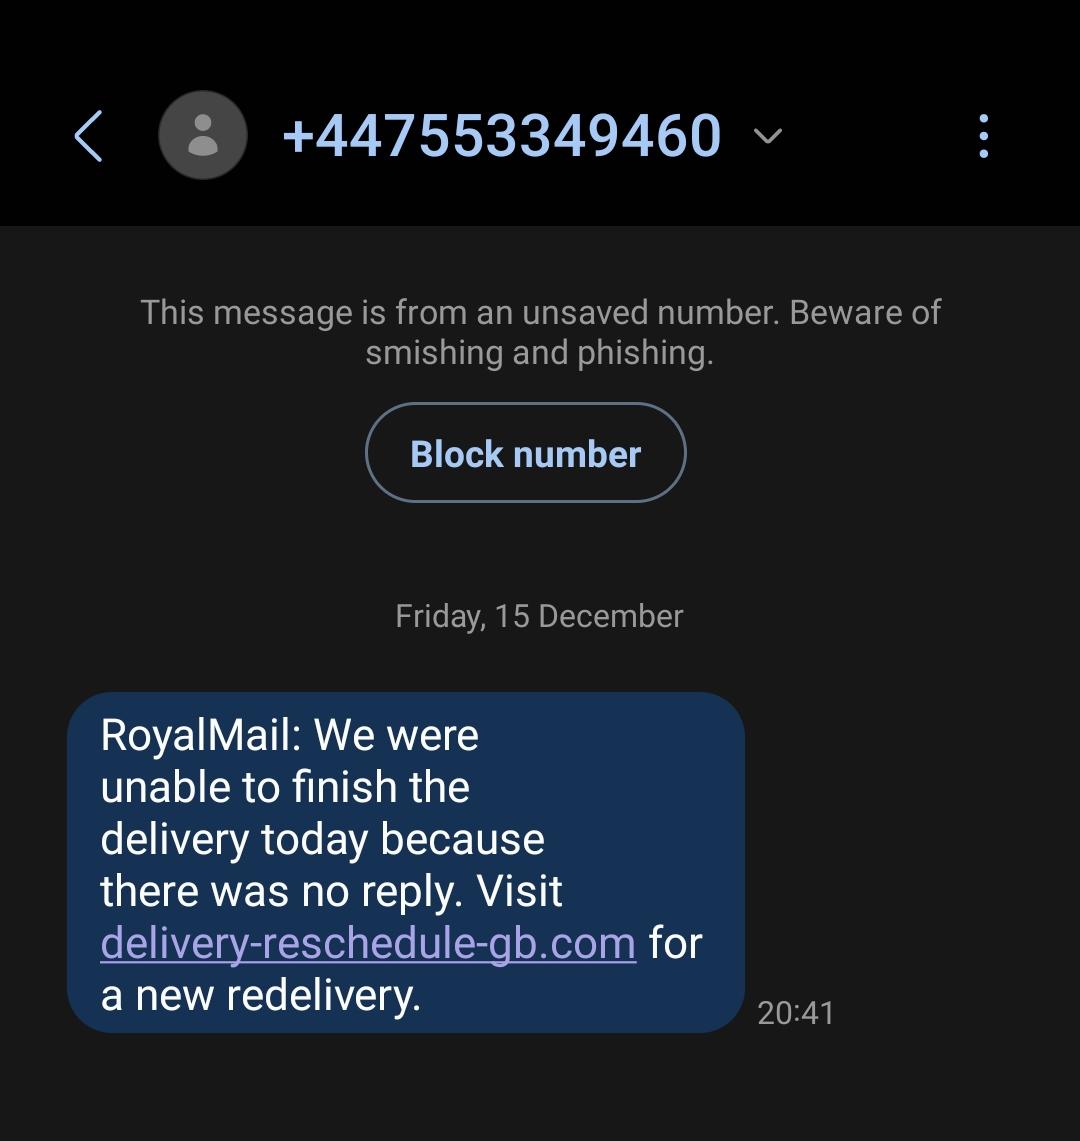 +447553349460
This message is from an unsaved number. Beware of
smishing and phishing.
Block number
Friday, 15 December
RoyalMail: We were
unable to finish the
delivery today because
there was no reply. Visit
delivery-reschedule-gb.com for
a new redelivery.
20:41